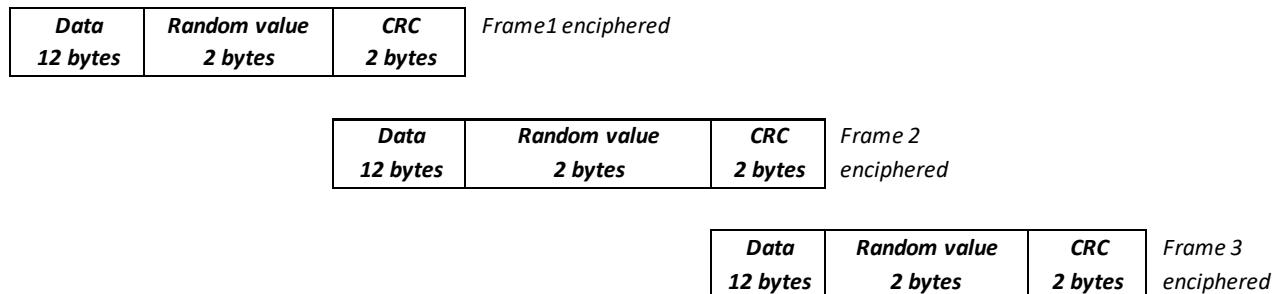 Data Random value CRC Frame1 enciphered
12 bytes 2 bytes 2 bytes
Data Random value CRC Frame 2
12 bytes 2 bytes 2 bytes enciphered
Data Random value CRC Frame 3
12 bytes 2 bytes 2 bytes enciphered